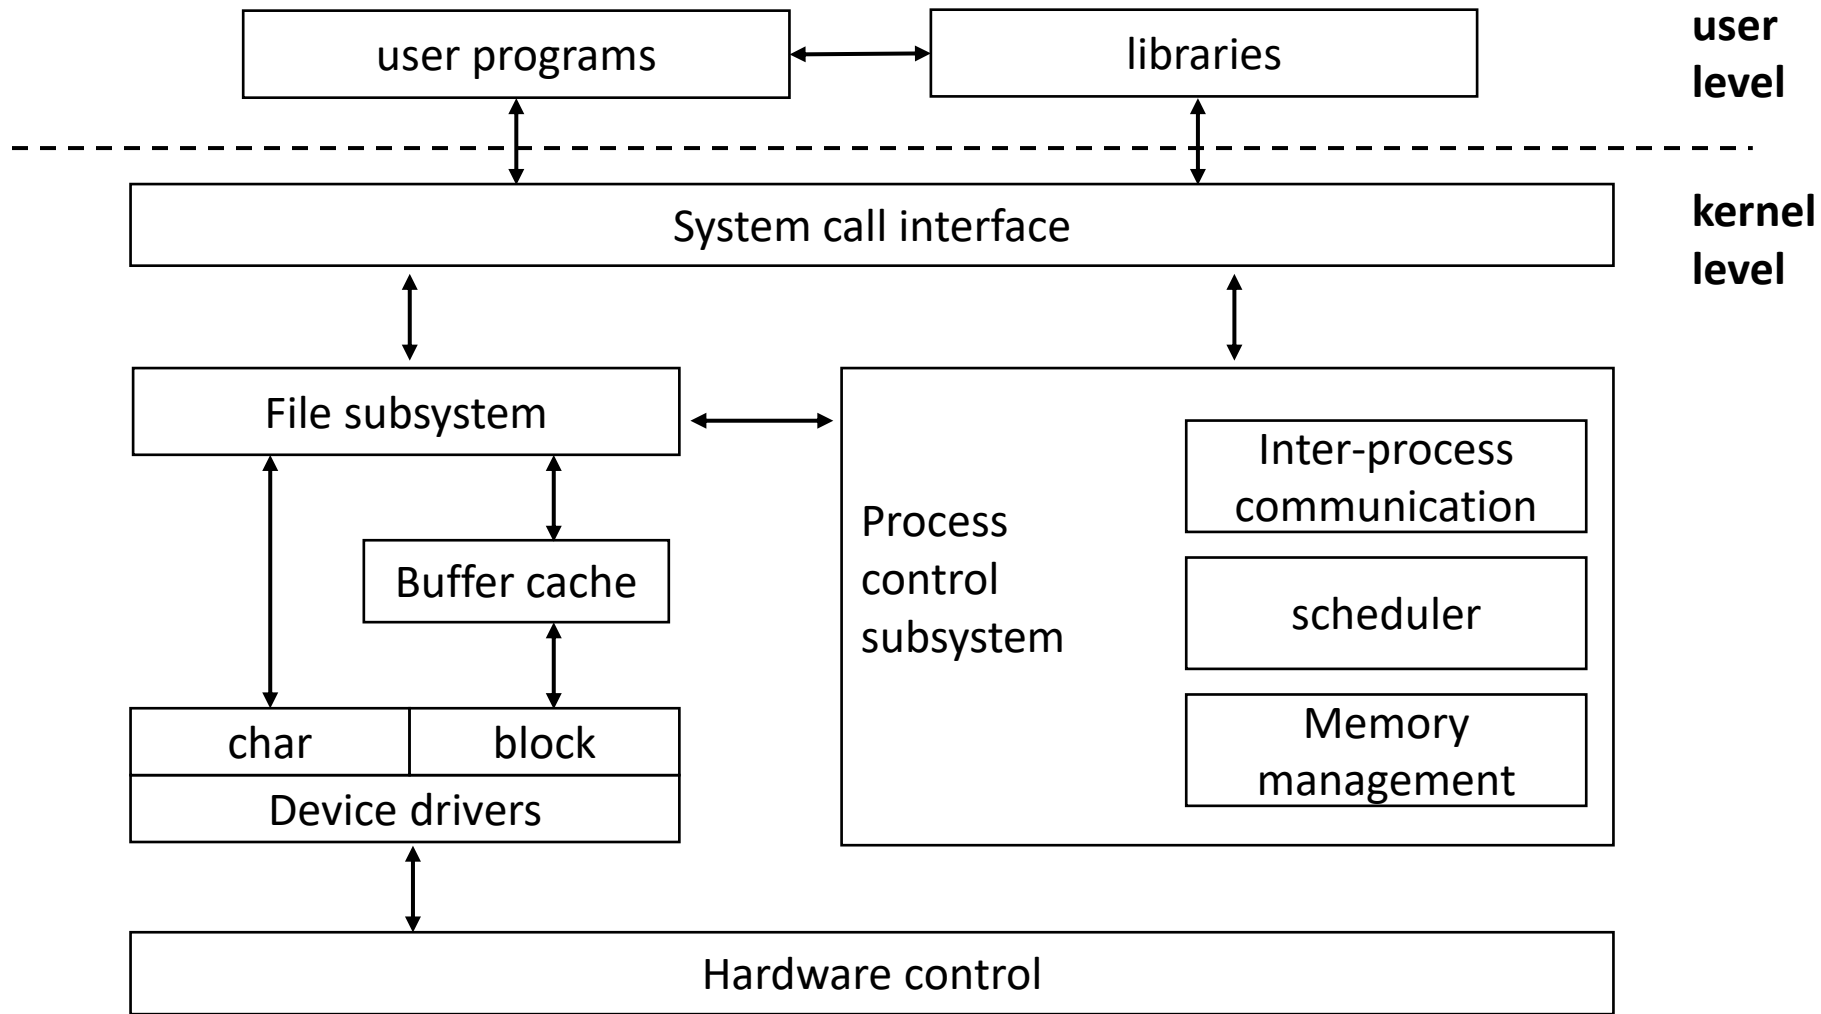 user programs
libraries
user
level
System call interface
kernel
level
File subsystem
Process
control
subsystem
Inter-process
communication
Buffer cache
scheduler
char
block
Memory
management
Device drivers
Hardware control